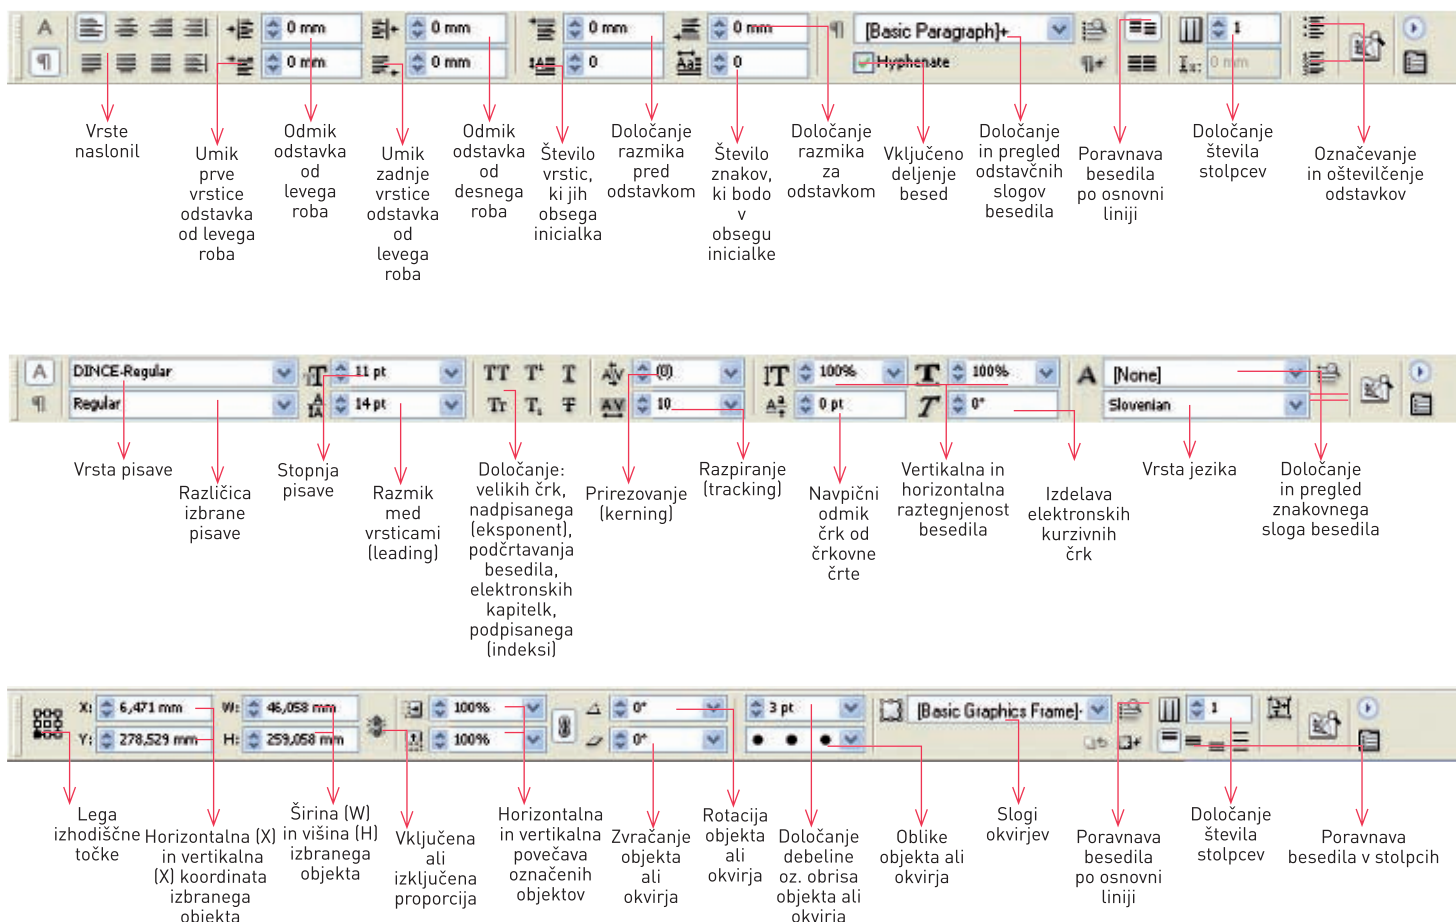 A
0 mm
0 mm
0 mm
0 mm
[Basic Paragraph]+
1
¶
0 mm
0 mm
0
0
Hyphenate
0 mm
Vrste
naslonil
Umik
prve
vrstice
odstavka
od levega
roba
Odmik
odstavka
od
levega
roba
Umik
zadnje
vrstice
odstavka
od
levega
roba
Odmik
odstavka
od
desnega
roba
Število
vrstic,
ki jih
obsega
inicialka
Določanje
razmika
pred
odstavkom
Število
znakov,
ki bodo
v
obsegu
inicialke
Določanje
razmika
za
odstavkom
Vključeno
deljenje
besed
Določanje
in pregled
odstavčnih
slogov
besedila
Poravnava
besedila
po osnovni
liniji
Določanje
števila
stolpcev
Označevanje
in oštevilčenje
odstavkov
A
DINCE-Regular
11 pt
(0)
100%
100%
A
[None]
¶
Regular
14 pt
10
0 pt
0°
Slovenian
Vrsta pisave
Različica
izbrane
pisave
Stopnja
pisave
Razmik
med
vrsticami
(leading)
Določanje:
velikih črk,
nadpisanega
(eksponent),
podčrtavanja
besedila,
elektronskih
kapitelk,
podpisanega
(indeksi)
Prirezovanje
(kerning)
Razpiranje
(tracking)
Navpični
odmik
črk od
črkovne
črte
Vertikalna in
horizontalna
raztegnjenost
besedila
Izdelava
elektronskih
kurzivnih
črk
Vrsta jezika
Določanje
in pregled
znakovnega
sloga besedila
X: 6,471 mm
W: 46,058 mm
100%
0°
3 pt
[Basic Graphics Frame]+
1
Y: 278,529 mm
H: 259,058 mm
100%
0°
Lega
izhodiščne
točke
Horizontalna (X)
in vertikalna
(X) koordinata
izbranega
objekta
Širina (W)
in višina (H)
izbranega
objekta
Vključena
ali
izključena
proporcija
Horizontalna
in vertikalna
povečava
označenih
objektov
Zvračanje
objekta
ali
okvirja
Rotacija
objekta
ali
okvirja
Določanje
debeline
oz. obrisa
objekta ali
okvirja
Oblike
objekta ali
okvirja
Slogi
okvirjev
Poravnava
besedila
po osnovni
liniji
Določanje
števila
stolpcev
Poravnava
besedila v stolpcih